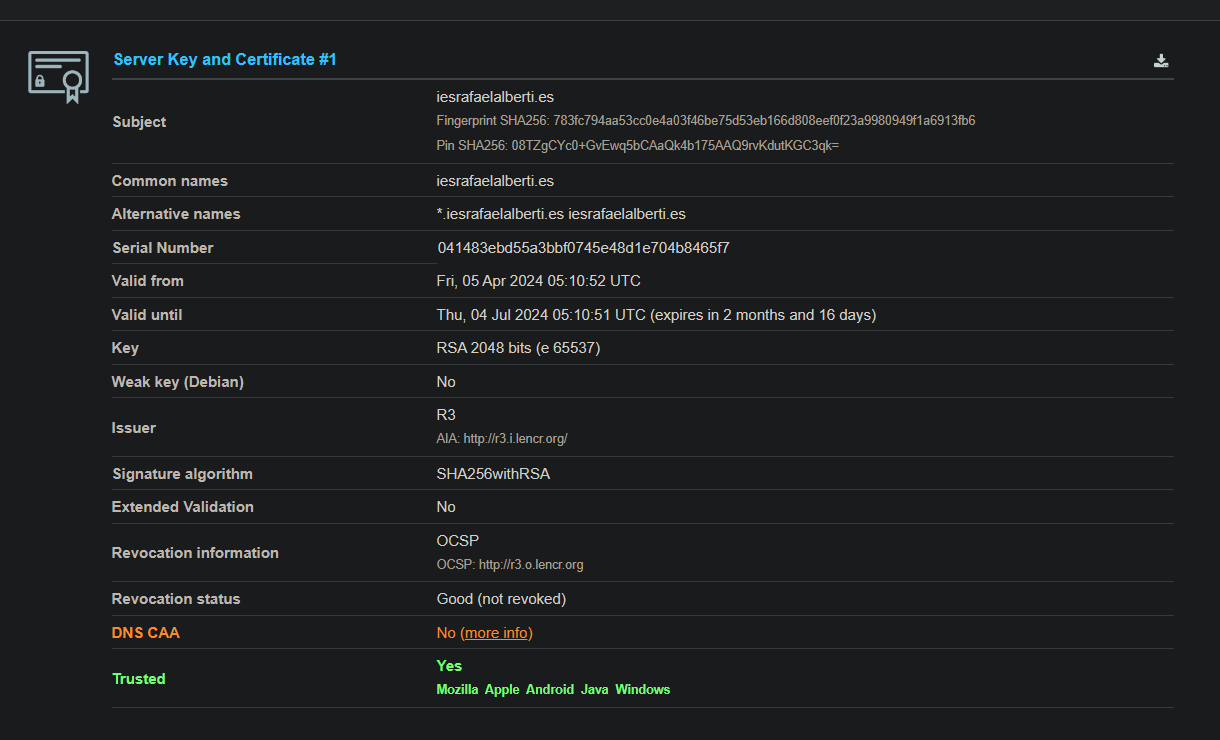 Server Key and Certificate #1
Subject
iesrafaelalberti.es
Fingerprint SHA256: 783fc794aa53cc0e4a03f46be75d53eb166d808eef0f23a9980949f1a6913fb6
Pin SHA256: 08TZgCYc0+GvEwq5bCAaQk4b175AAQ9rvKdutKGC3qk=
Common names iesrafaelalberti.es
Alternative names *.iesrafaelalberti.es iesrafaelalberti.es
Serial Number 041483ebd55a3bbf0745e48d1e704b8465f7
Valid from Fri, 05 Apr 2024 05:10:52 UTC
Valid until Thu, 04 Jul 2024 05:10:51 UTC (expires in 2 months and 16 days)
Key RSA 2048 bits (e 65537)
Weak key (Debian) No
Issuer
R3
AIA: http://r3.i.lencr.org/
Signature algorithm SHA256withRSA
Extended Validation No
Revocation information
OCSP
OCSP: http://r3.o.lencr.org
Revocation status Good (not revoked)
DNS CAA No (more info)
Trusted
Yes
Mozilla Apple Android Java Windows